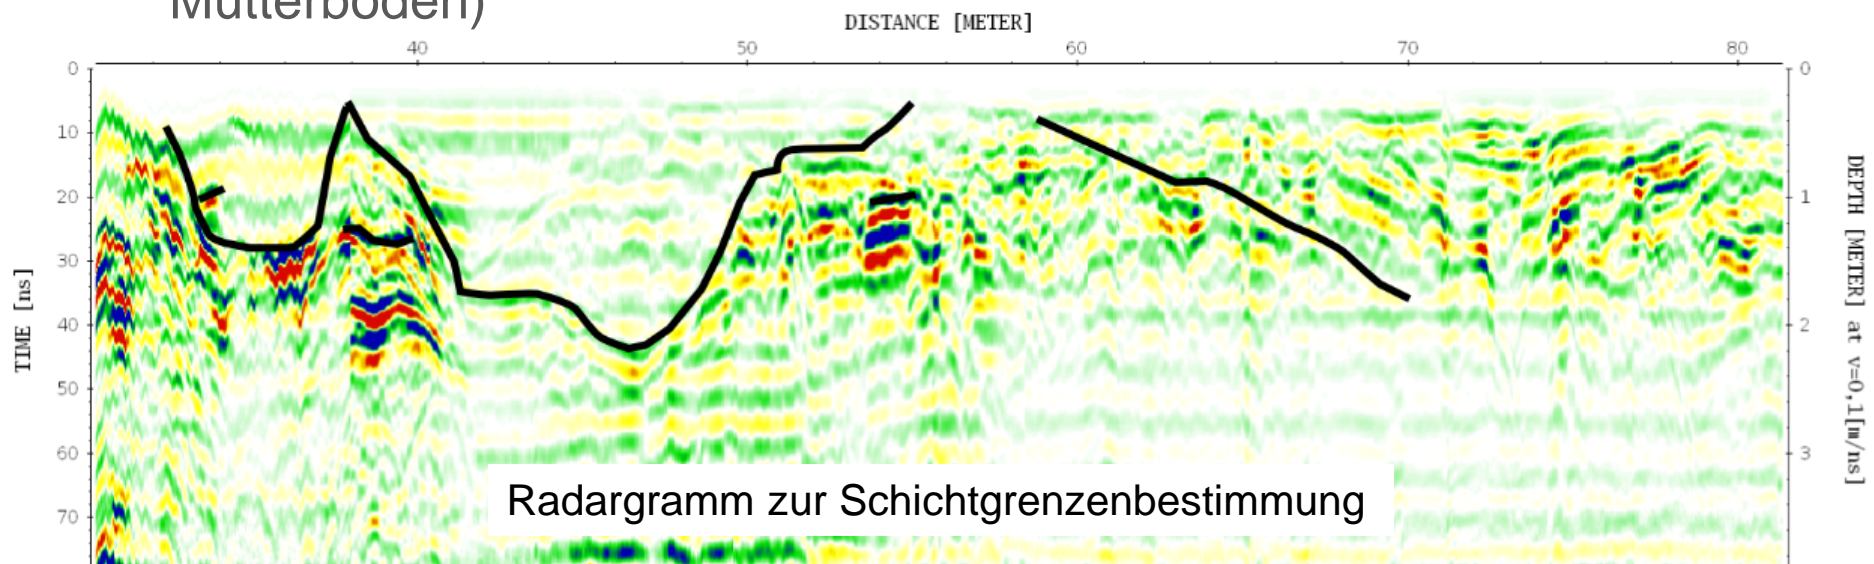 Mutterboden)
DISTANCE [METER]
40 50 60 70 80
0 0
10
20 1
30
40 2
50
60 3
70
TIME [ns]
DEPTH [METER] at v=0,1[m/ns]
Radargramm zur Schichtgrenzenbestimmung